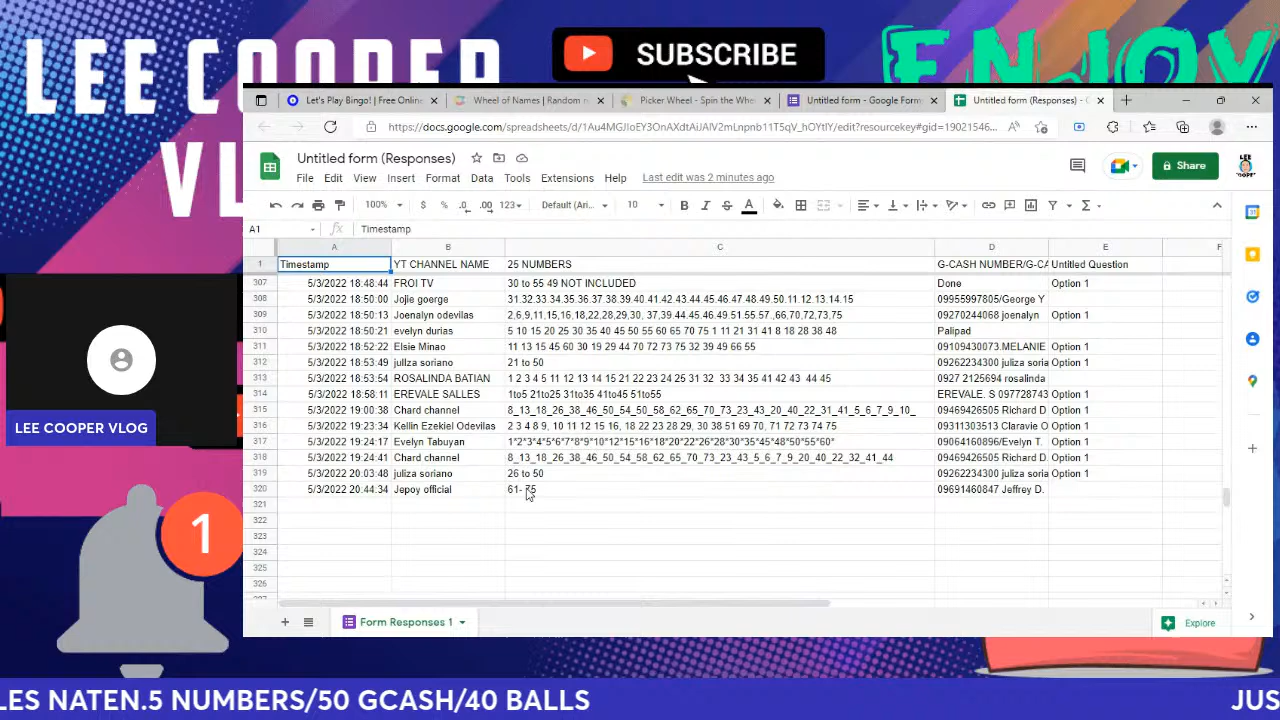 LEE COOPER
VL
SUBSCRIBE
ENJOY
Let's Play Bingo! | Free Online
Wheel of Names | Random n
Picker Wheel - Spin the Whe
Untitled form - Google Form
Untitled form (Responses) - G
Untitled form (Responses)
File Edit View Insert Format Data Tools Extensions Help Last edit was 2 minutes ago
Share
100% $ % .0 .00 123 Default (Ari... 10 B I S A
A1 fx Timestamp
A B C D E F
1 Timestamp YT CHANNEL NAME 25 NUMBERS G-CASH NUMBER/G-CA Untitled Question
307 5/3/2022 18:48:44 FROI TV 30 to 55 49 NOT INCLUDED Done Option 1
308 5/3/2022 18:50:00 Jojie goerge 31.32.33.34.35.36.37.38.39.40.41.42.43.44.45.46.47.48.49.50.11.12.13.14.15 09955997805/George Y
309 5/3/2022 18:50:13 Joenalyn odevilas 2,6,9,11,15,16,18,22,28,29,30, 37,39,44,45,46,49,51,55,57,,66,70,72,73,75 09270244068 joenalyn Option 1
310 5/3/2022 18:50:21 evelyn durias 5 10 15 20 25 30 35 40 45 50 55 60 65 70 75 1 11 21 31 41 8 18 28 38 48 Palipad
311 5/3/2022 18:52:22 Elsie Minao 11 13 15 45 60 30 19 29 44 70 72 73 75 32 39 49 66 55 09109430073.MELANIE Option 1
312 5/3/2022 18:53:49 jullza soriano 21 to 50 09262234300 juliza soria Option 1
313 5/3/2022 18:53:54 ROSALINDA BATIAN 1 2 3 4 5 11 12 13 14 15 21 22 23 24 25 31 32 33 34 35 41 42 43 44 45 0927 2125694 rosalinda
314 5/3/2022 18:58:11 EREVALE SALLES 1to5 21to25 31to35 41to45 51to55 EREVALE. S 097728743 Option 1
315 5/3/2022 19:00:38 Chard channel 8_13_18_26_38_46_50_54_50_58_62_65_70_73_23_43_20_40_22_31_41_5_6_7_9_10_ 09469426505 Richard D. Option 1
316 5/3/2022 19:23:34 Kellin Ezekiel Odevilas 2 3 4 8 9, 10 11 12 15 16, 18 22 28 29, 30 38 51 69 70, 71 72 73 74 75 09311303513 Claravie O Option 1
317 5/3/2022 19:24:17 Evelyn Tabuyan 1*2*3*4*5*6*7*8*9*10*12*15*16*18*20*22*26*28*30*35*45*48*50*55*60* 09064160896/Evelyn T. Option 1
318 5/3/2022 19:24:41 Chard channel 8_13_18_26_38_46_50_54_58_62_65_70_73_23_43_5_6_7_9_20_40_22_32_41_44 09469426505 Richard D. Option 1
319 5/3/2022 20:03:48 juliza soriano 26 to 50 09262234300 juliza soria Option 1
320 5/3/2022 20:44:34 Jepoy official 61- 75 09691460847 Jeffrey D.
321
322
323
324
325
326
Form Responses 1 Explore
LEE COOPER VLOG
1
LES NATEN.5 NUMBERS/50 GCASH/40 BALLS
JUS